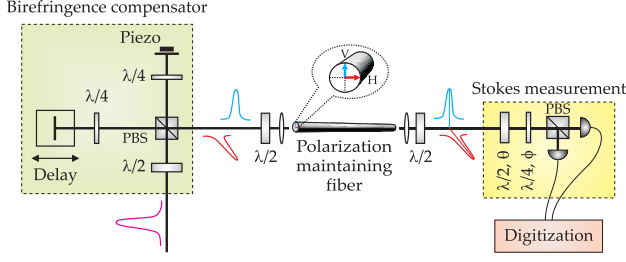 Birefringence compensator
Piezo
λ/4
λ/4
PBS
λ/2
Delay
λ/2
V
H
Polarization
maintaining
fiber
λ/2
Stokes measurement
PBS
λ/2, θ
λ/4, ϕ
Digitization